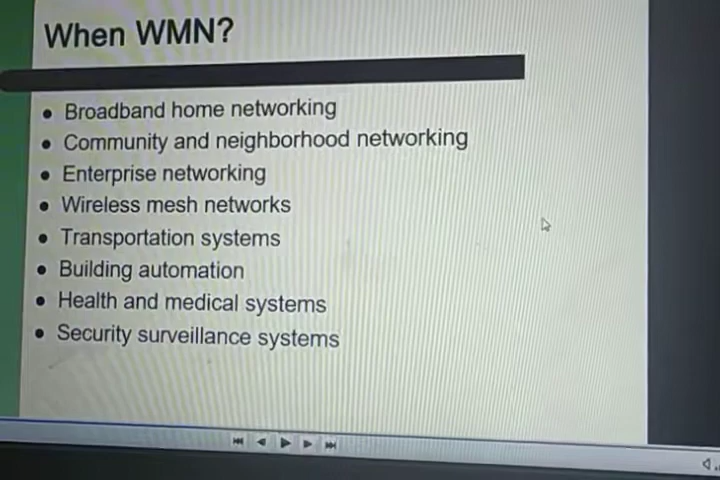 When WMN?
• Broadband home networking
• Community and neighborhood networking
• Enterprise networking
• Wireless mesh networks
• Transportation systems
• Building automation
• Health and medical systems
• Security surveillance systems